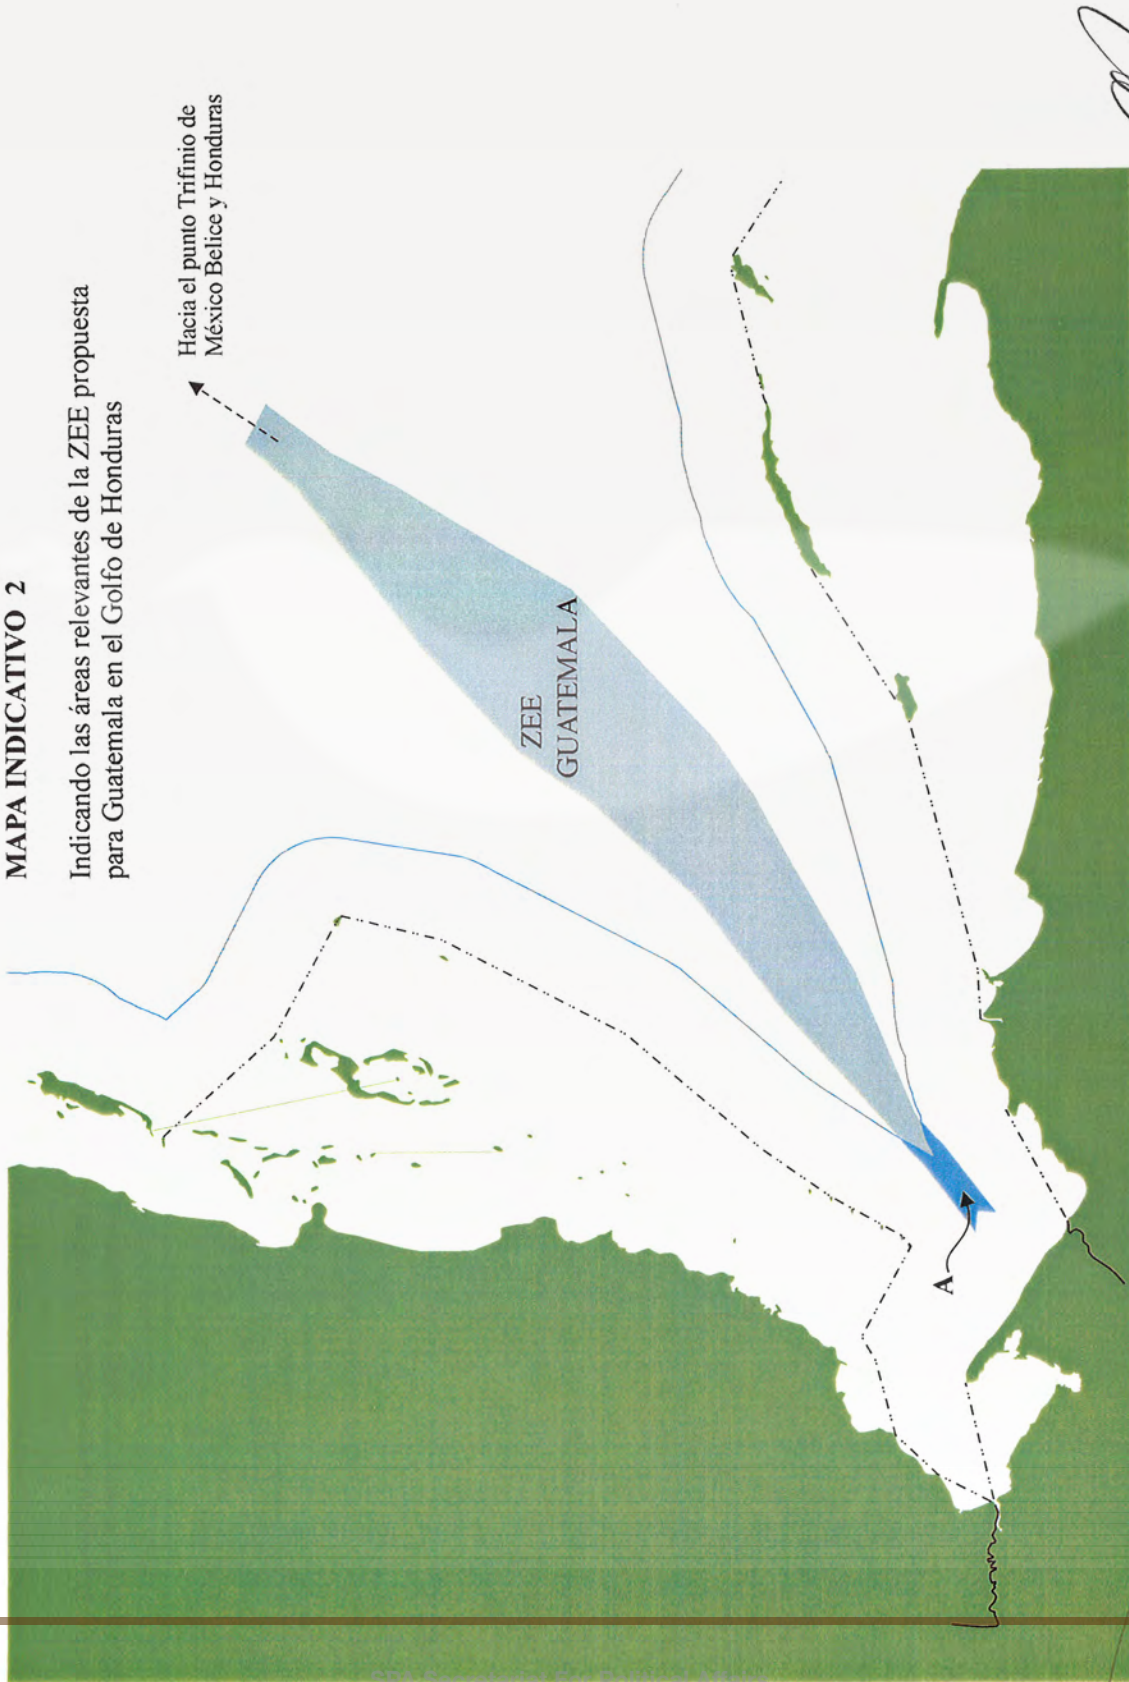 MAPA INDICATIVO 2
Indicando las áreas relevantes de la ZEE propuesta
para Guatemala en el Golfo de Honduras
Hacia el punto Trifinio de
México Belice y Honduras
ZEE
GUATEMALA
A